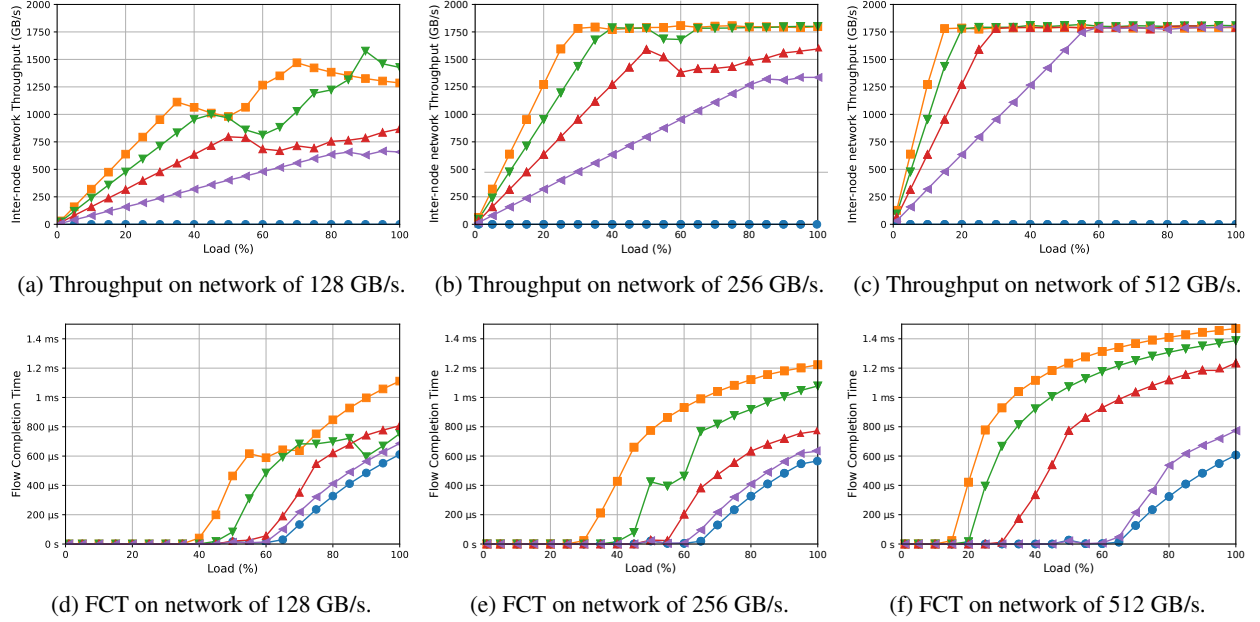 Inter-node network Throughput (GB/s)
2000
1750
1500
1250
1000
750
500
250
0
0 20 40 60 80 100
Load (%)
(a) Throughput on network of 128 GB/s.
Inter-node network Throughput (GB/s)
2000
1750
1500
1250
1000
750
500
250
0
0 20 40 60 80 100
Load (%)
(b) Throughput on network of 256 GB/s.
Inter-node network Throughput (GB/s)
2000
1750
1500
1250
1000
750
500
250
0
0 20 40 60 80 100
Load (%)
(c) Throughput on network of 512 GB/s.
Flow Completion Time
1.4 ms
1.2 ms
1 ms
800 µs
600 µs
400 µs
200 µs
0 s
0 20 40 60 80 100
Load (%)
(d) FCT on network of 128 GB/s.
Flow Completion Time
1.4 ms
1.2 ms
1 ms
800 µs
600 µs
400 µs
200 µs
0 s
0 20 40 60 80 100
Load (%)
(e) FCT on network of 256 GB/s.
Flow Completion Time
1.4 ms
1.2 ms
1 ms
800 µs
600 µs
400 µs
200 µs
0 s
0 20 40 60 80 100
Load (%)
(f) FCT on network of 512 GB/s.